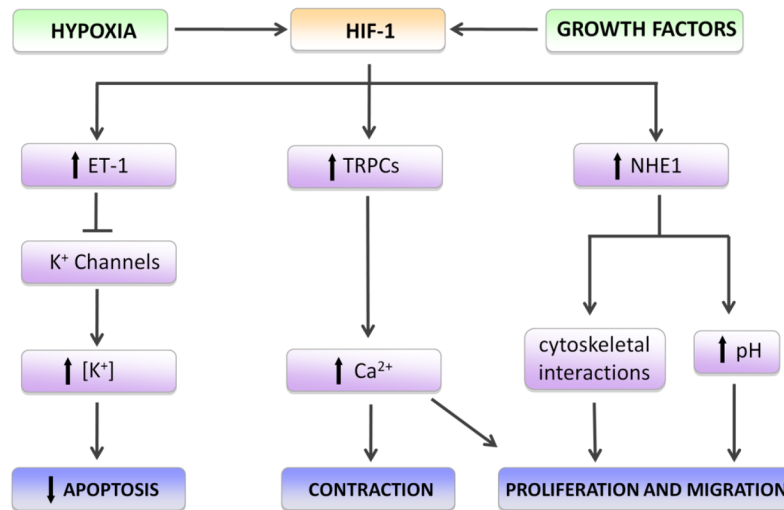 HYPOXIA
HIF-1
GROWTH FACTORS
ET-1
TRPCs
NHE1
K⁺ Channels
[K⁺]
Ca²⁺
cytoskeletal
interactions
pH
APOPTOSIS
CONTRACTION
PROLIFERATION AND MIGRATION